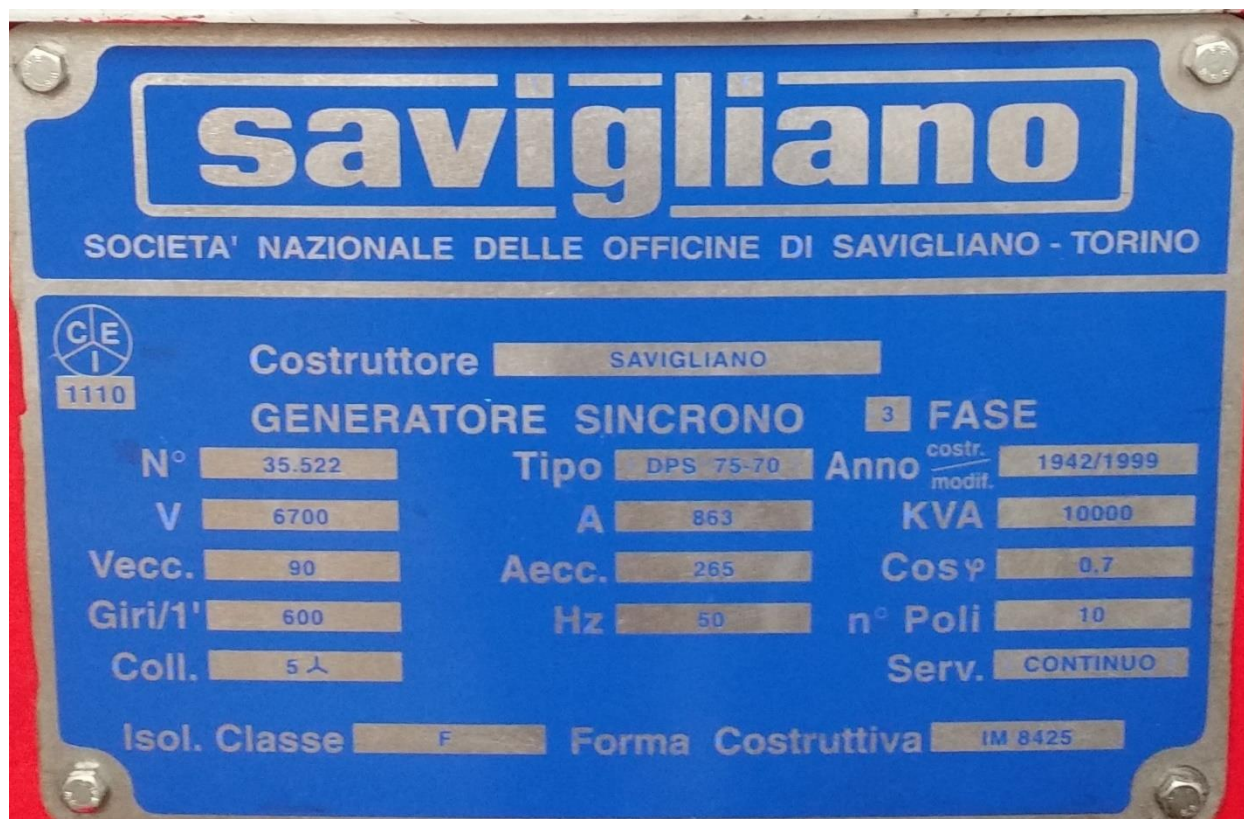 savigliano
SOCIETA' NAZIONALE DELLE OFFICINE DI SAVIGLIANO - TORINO
C E I
1110
Costruttore SAVIGLIANO
GENERATORE SINCRONO 3 FASE
N° 35.522 Tipo DPS 75-70 Anno costr./modif. 1942/1999
V 6700 A 863 KVA 10000
Vecc. 90 Aecc. 265 Cosφ 0.7
Giri/1' 600 Hz 50 n° Poli 10
Coll. 5⅄ Serv. CONTINUO
Isol. Classe F Forma Costruttiva IM 8425